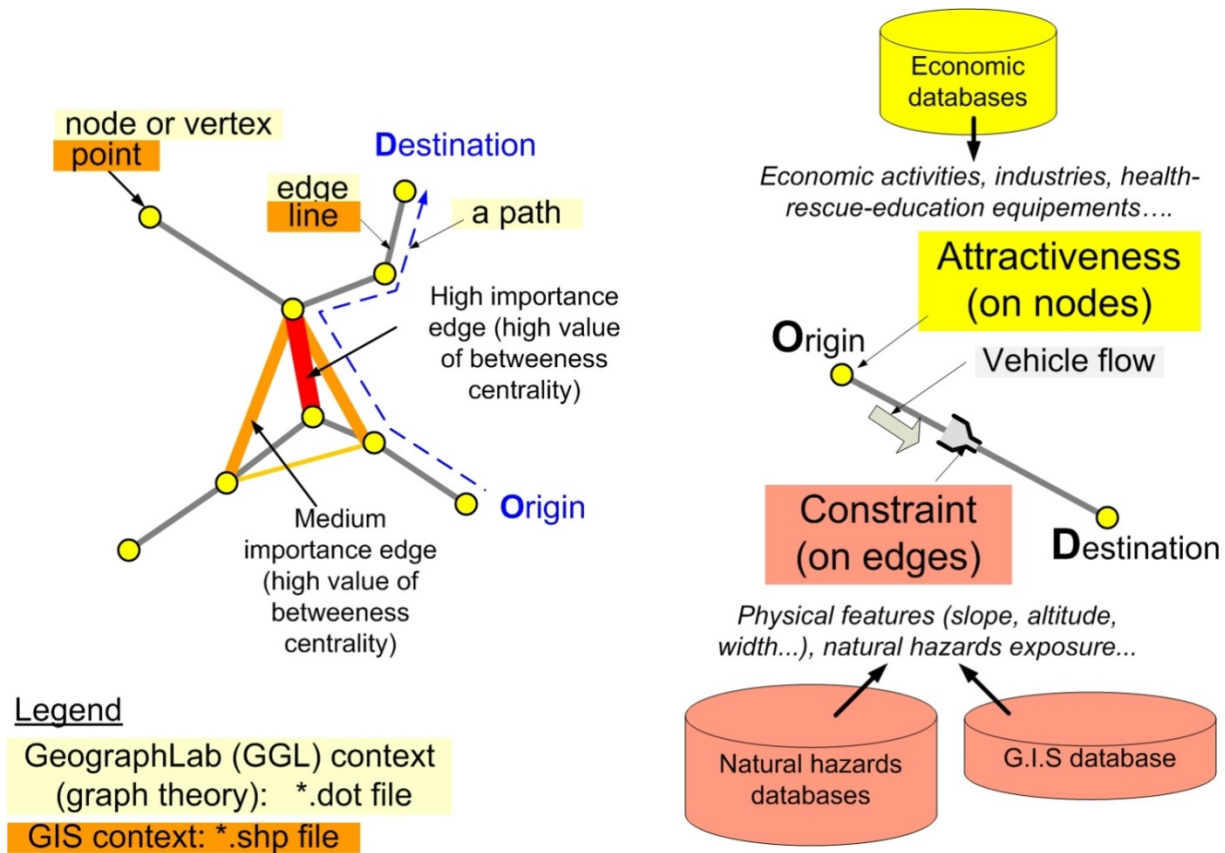 node or vertex
point
Destination
edge
line
a path
High importance
edge (high value
of betweeness
centrality)
Origin
Medium
importance edge
(high value of
betweeness
centrality)
Legend
GeographLab (GGL) context
(graph theory): *.dot file
GIS context: *.shp file
Economic
databases
Economic activities, industries, health-
rescue-education equipements....
Attractiveness
(on nodes)
Origin
Vehicle flow
Constraint
(on edges)
Destination
Physical features (slope, altitude,
width...), natural hazards exposure...
Natural hazards
databases
G.I.S database